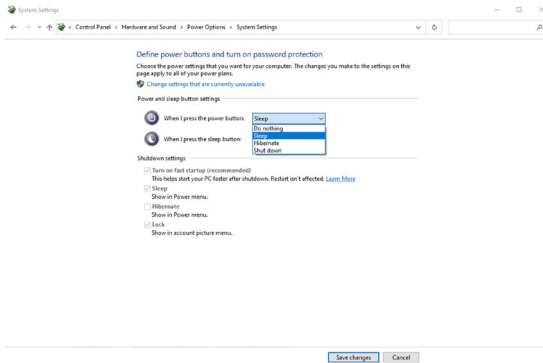 System Settings
Control Panel › Hardware and Sound › Power Options › System Settings
Define power buttons and turn on password protection
Choose the power settings that you want for your computer. The changes you make to the settings on this
page apply to all of your power plans.
Change settings that are currently unavailable
Power and sleep button settings
When I press the power button: Sleep
Do nothing
Sleep
Hibernate
Shut down
When I press the sleep button:
Shutdown settings
Turn on fast startup (recommended)
This helps start your PC faster after shutdown. Restart isn't affected. Learn More
Sleep
Show in Power menu.
Hibernate
Show in Power menu.
Lock
Show in account picture menu.
Save changes Cancel